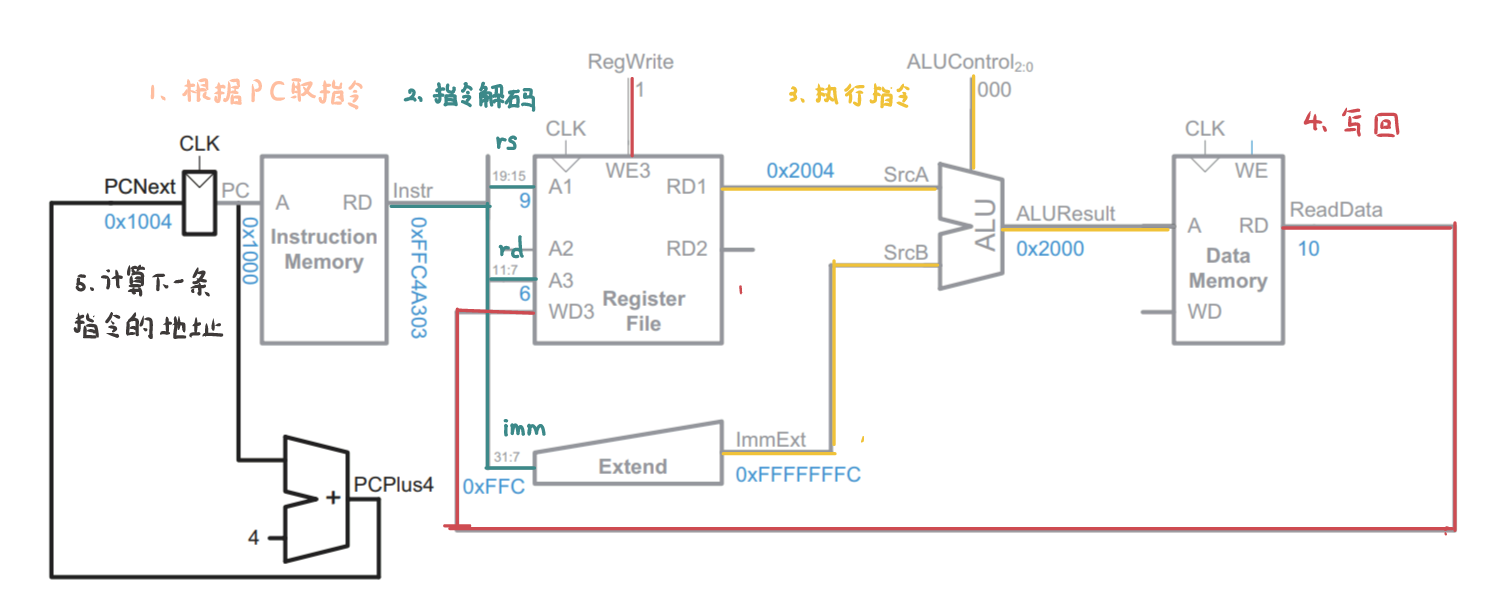 RegWrite
1
ALUControl2:0
000
1、根据PC取指令
2、指令解码
3、执行指令
4、写回
CLK
PCNext
0x1004
PC
0x1000
A
RD
Instruction
Memory
Instr
0xFFC4A303
rs
19:15
9
rd
11:7
6
CLK
WE3
A1
RD1
A2
RD2
A3
WD3
Register
File
0x2004
SrcA
SrcB
ALU
ALUResult
0x2000
CLK
WE
A
RD
Data
Memory
WD
ReadData
10
5、计算下一条
指令的地址
imm
31:7
0xFFC
Extend
ImmExt
0xFFFFFFFC
PCPlus4
+
4